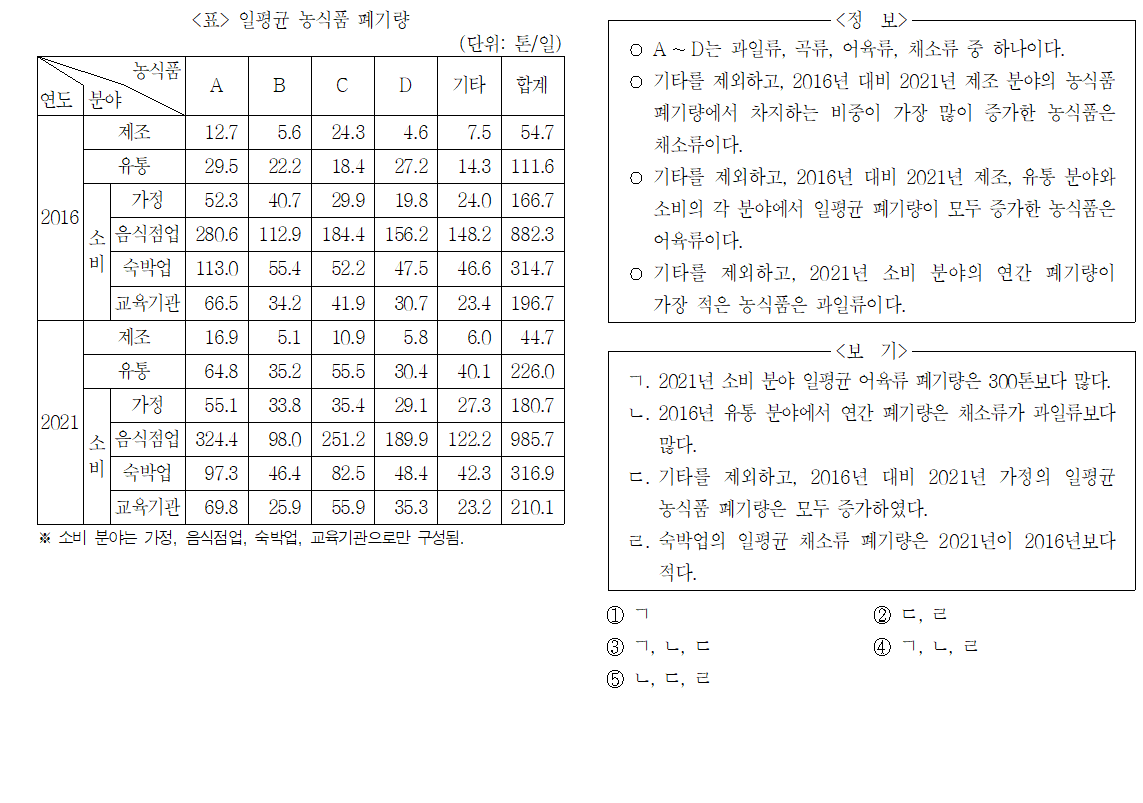 <표> 일평균 농식품 폐기량
(단위: 톤/일)
농식품
연도 분야 A B C D 기타 합계
2016 제조 12.7 5.6 24.3 4.6 7.5 54.7
유통 29.5 22.2 18.4 27.2 14.3 111.6
소비 가정 52.3 40.7 29.9 19.8 24.0 166.7
음식점업 280.6 112.9 184.4 156.2 148.2 882.3
숙박업 113.0 55.4 52.2 47.5 46.6 314.7
교육기관 66.5 34.2 41.9 30.7 23.4 196.7
2021 제조 16.9 5.1 10.9 5.8 6.0 44.7
유통 64.8 35.2 55.5 30.4 40.1 226.0
소비 가정 55.1 33.8 35.4 29.1 27.3 180.7
음식점업 324.4 98.0 251.2 189.9 122.2 985.7
숙박업 97.3 46.4 82.5 48.4 42.3 316.9
교육기관 69.8 25.9 55.9 35.3 23.2 210.1
※ 소비 분야는 가정, 음식점업, 숙박업, 교육기관으로만 구성됨.
<정 보>
○ A ~ D는 과일류, 곡류, 어육류, 채소류 중 하나이다.
○ 기타를 제외하고, 2016년 대비 2021년 제조 분야의 농식품
폐기량에서 차지하는 비중이 가장 많이 증가한 농식품은
채소류이다.
○ 기타를 제외하고, 2016년 대비 2021년 제조, 유통 분야와
소비의 각 분야에서 일평균 폐기량이 모두 증가한 농식품은
어육류이다.
○ 기타를 제외하고, 2021년 소비 분야의 연간 폐기량이
가장 적은 농식품은 과일류이다.
<보 기>
ㄱ. 2021년 소비 분야 일평균 어육류 폐기량은 300톤보다 많다.
ㄴ. 2016년 유통 분야에서 연간 폐기량은 채소류가 과일류보다
많다.
ㄷ. 기타를 제외하고, 2016년 대비 2021년 가정의 일평균
농식품 폐기량은 모두 증가하였다.
ㄹ. 숙박업의 일평균 채소류 폐기량은 2021년이 2016년보다
적다.
① ㄱ ② ㄷ, ㄹ
③ ㄱ, ㄴ, ㄷ ④ ㄱ, ㄴ, ㄹ
⑤ ㄴ, ㄷ, ㄹ